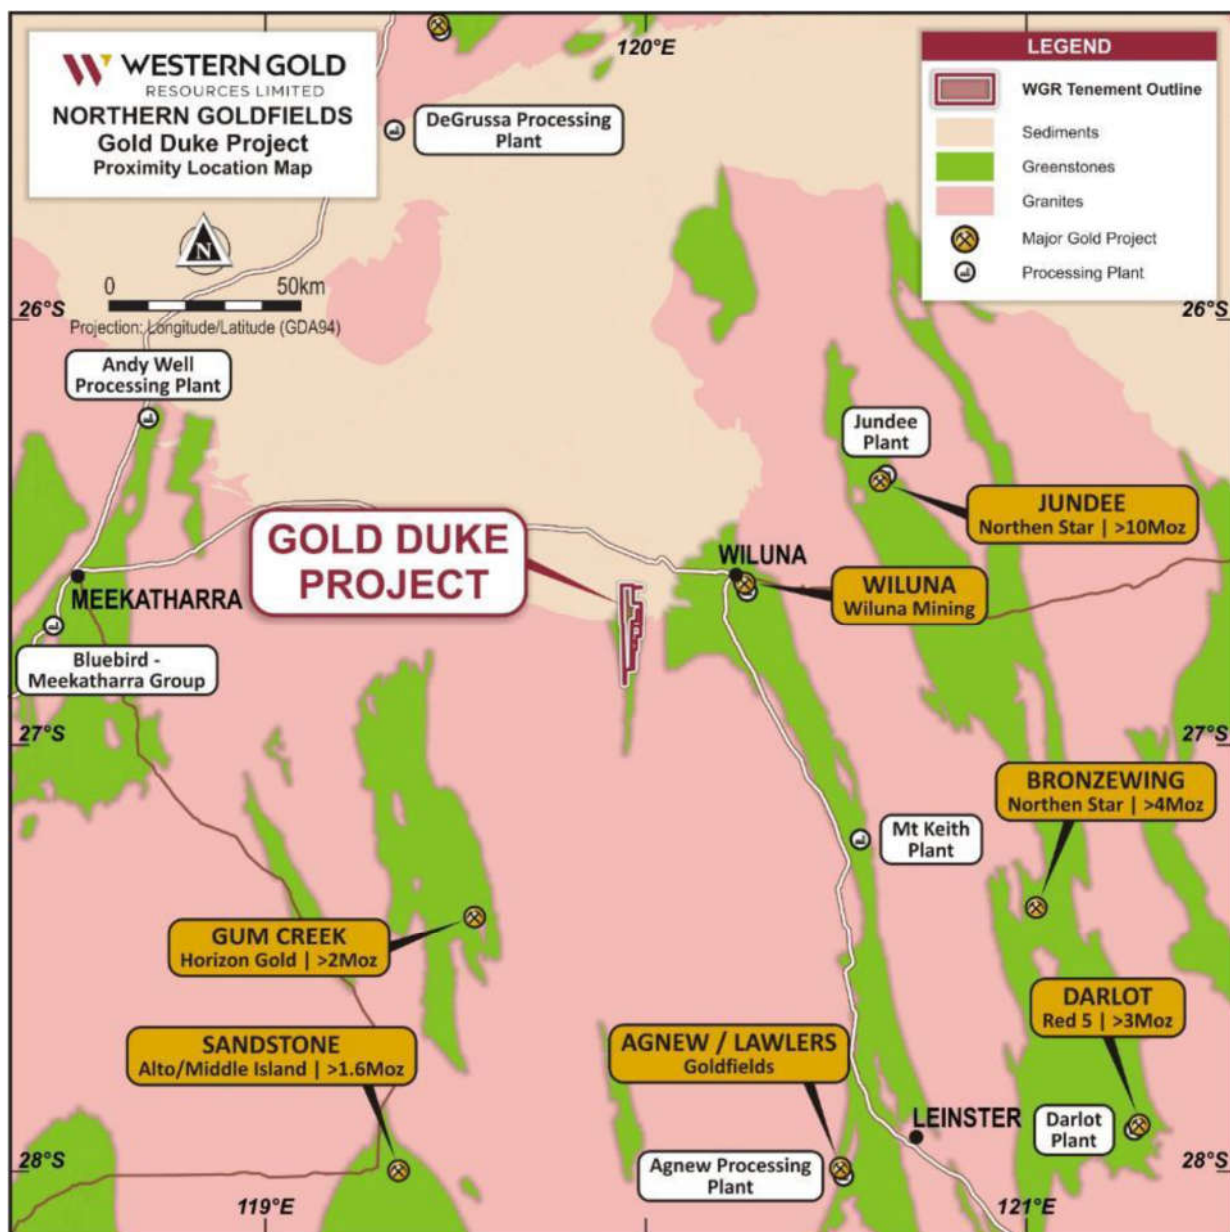 WESTERN GOLD
RESOURCES LIMITED
NORTHERN GOLDFIELDS
Gold Duke Project
Proximity Location Map
N
0 50km
Projection: Longitude/Latitude (GDA94)
120°E
LEGEND
WGR Tenement Outline
Sediments
Greenstones
Granites
Major Gold Project
Processing Plant
DeGrussa Processing
Plant
26°S
26°S
Andy Well
Processing Plant
Jundee
Plant
JUNDEE
Northen Star | >10Moz
GOLD DUKE
PROJECT
WILUNA
WILUNA
Wiluna Mining
MEEKATHARRA
Bluebird -
Meekatharra Group
27°S
27°S
BRONZEWING
Northen Star | >4Moz
Mt Keith
Plant
GUM CREEK
Horizon Gold | >2Moz
DARLOT
Red 5 | >3Moz
SANDSTONE
Alto/Middle Island | >1.6Moz
AGNEW / LAWLERS
Goldfields
LEINSTER
Darlot
Plant
Agnew Processing
Plant
28°S
28°S
119°E
121°E